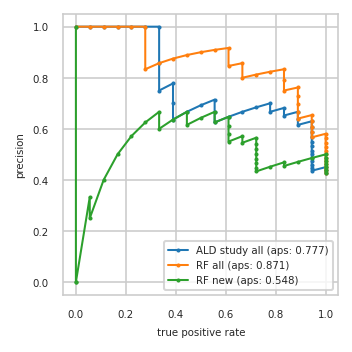 1.0
0.8
0.6
0.4
0.2
0.0
precision
0.0 0.2 0.4 0.6 0.8 1.0
true positive rate
ALD study all (aps: 0.777)
RF all (aps: 0.871)
RF new (aps: 0.548)